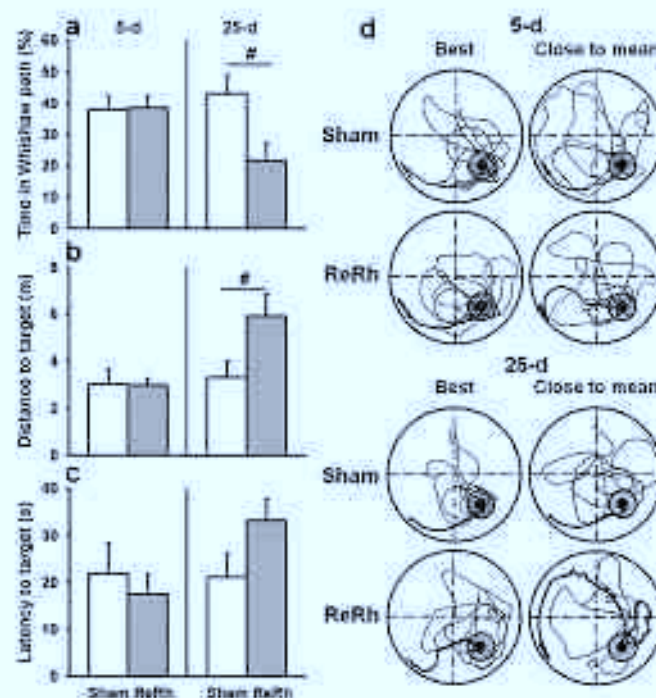 a
5-d
25-d
#
Time in Whishaw path (%)
60
50
40
30
20
10
0
b
#
Distance to target (m)
8
6
4
2
0
c
Latency to target (s)
40
30
20
10
0
Sham ReRh
Sham ReRh
d
5-d
Best
Close to mean
Sham
ReRh
25-d
Best
Close to mean
Sham
ReRh